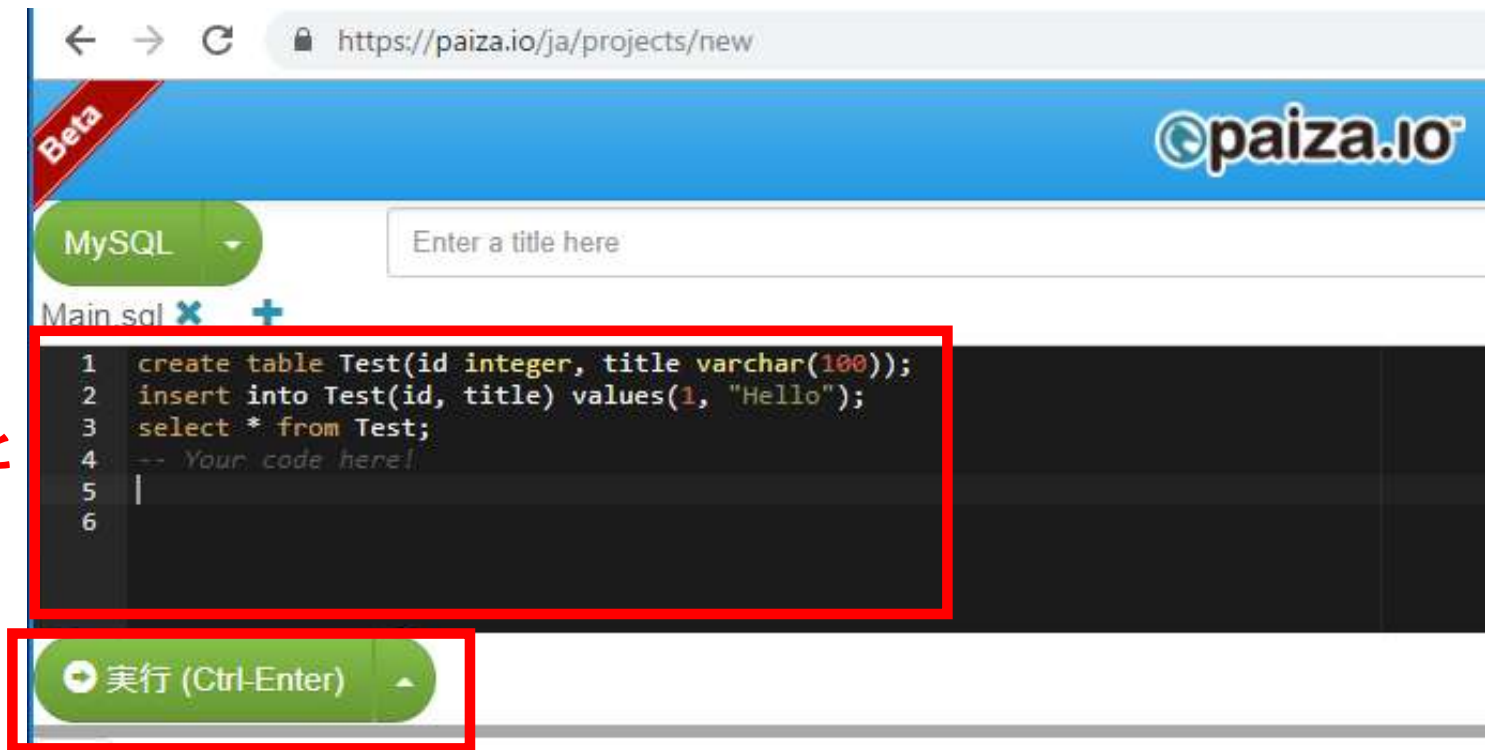 https://paiza.io/ja/projects/new
Beta
paiza.IO
MySQL
Enter a title here
Main.sql
1 create table Test(id integer, title varchar(100));
2 insert into Test(id, title) values(1, "Hello");
3 select * from Test;
4 -- Your code here!
5
6
実行 (Ctrl-Enter)